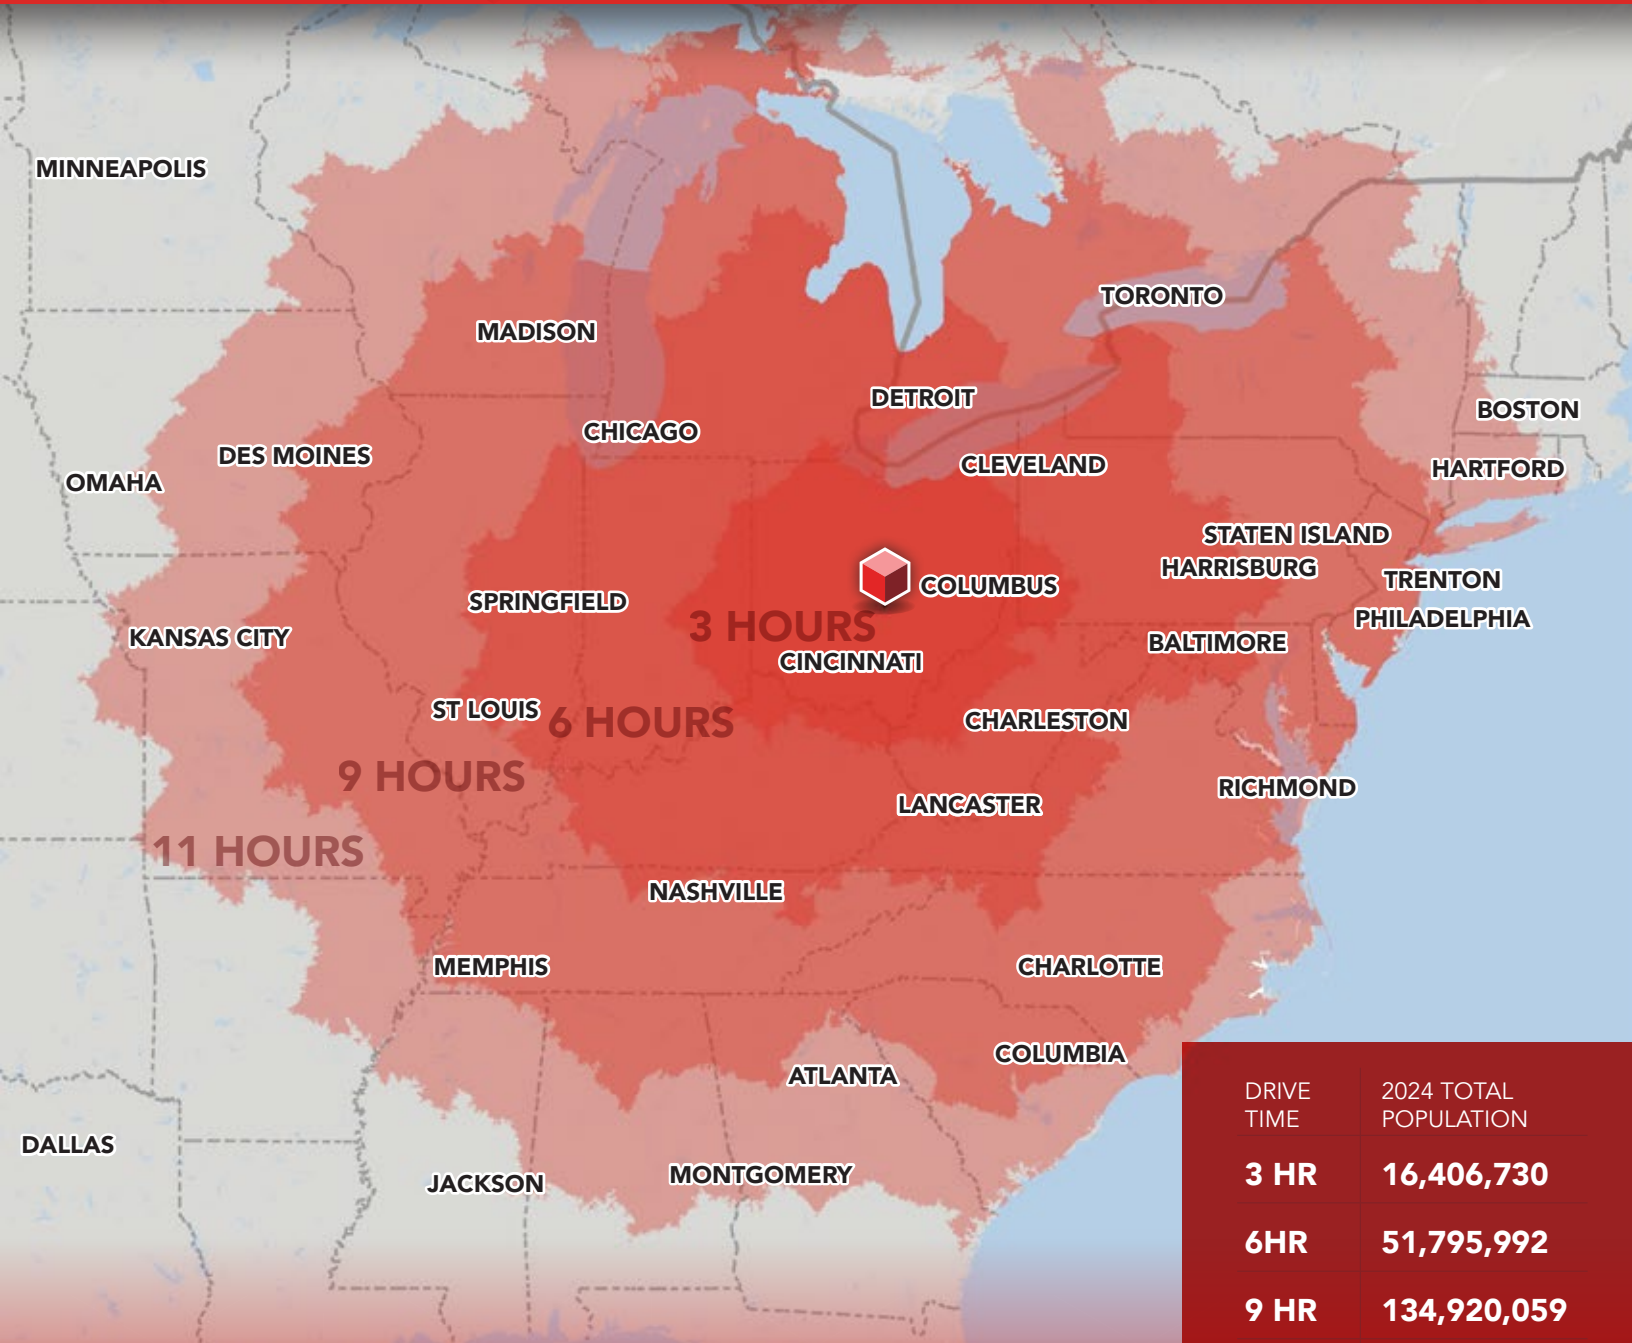 MINNEAPOLIS
TORONTO
MADISON
DETROIT
BOSTON
CHICAGO
DES MOINES
CLEVELAND
HARTFORD
OMAHA
STATEN ISLAND
HARRISBURG
TRENTON
COLUMBUS
SPRINGFIELD
PHILADELPHIA
3 HOURS
KANSAS CITY
BALTIMORE
CINCINNATI
ST LOUIS
6 HOURS
CHARLESTON
9 HOURS
RICHMOND
LANCASTER
11 HOURS
NASHVILLE
MEMPHIS
CHARLOTTE
COLUMBIA
ATLANTA
DALLAS
JACKSON
MONTGOMERY
DRIVE TIME
2024 TOTAL POPULATION
3 HR 16,406,730
6HR 51,795,992
9 HR 134,920,059